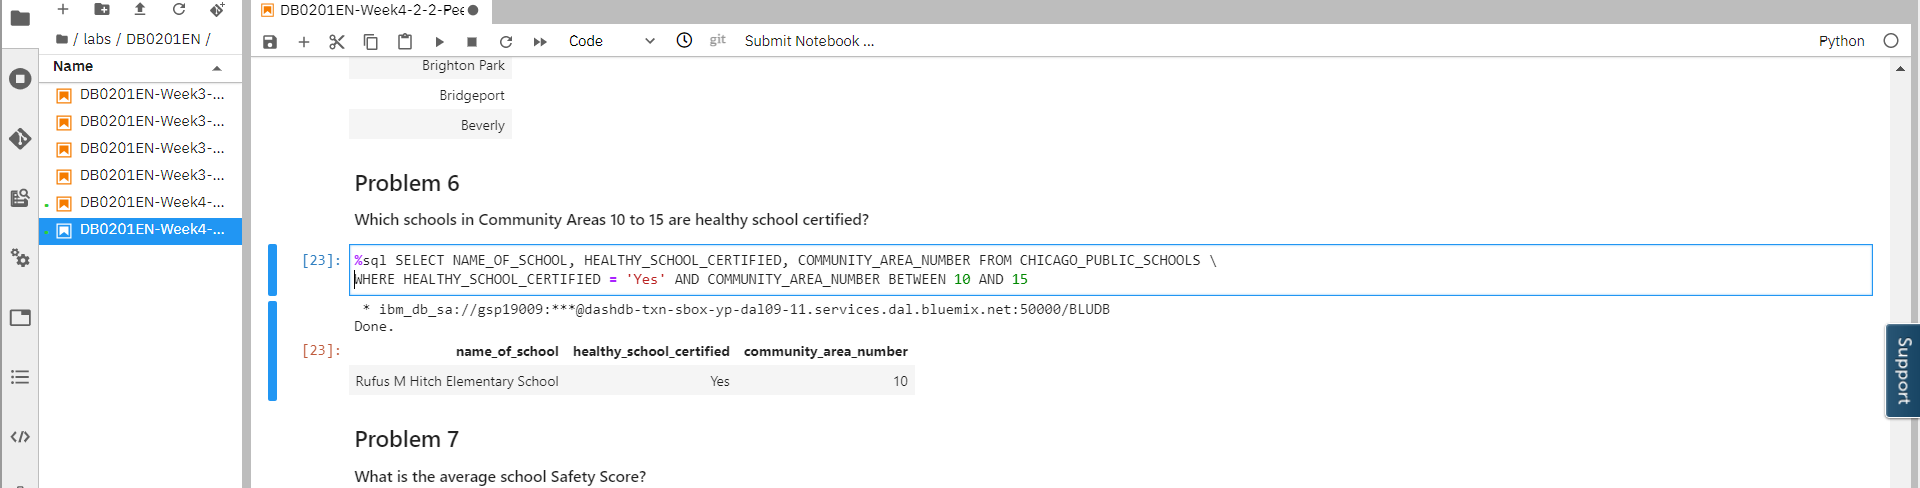 DB0201EN-Week4-2-2-Pee
/ labs / DB0201EN /
Code
git
Submit Notebook ...
Python
Name
DB0201EN-Week3-...
DB0201EN-Week3-...
DB0201EN-Week3-...
DB0201EN-Week3-...
DB0201EN-Week4-...
DB0201EN-Week4-...
Brighton Park
Bridgeport
Beverly
Problem 6
Which schools in Community Areas 10 to 15 are healthy school certified?
[23]: %sql SELECT NAME_OF_SCHOOL, HEALTHY_SCHOOL_CERTIFIED, COMMUNITY_AREA_NUMBER FROM CHICAGO_PUBLIC_SCHOOLS \
WHERE HEALTHY_SCHOOL_CERTIFIED = 'Yes' AND COMMUNITY_AREA_NUMBER BETWEEN 10 AND 15
* ibm_db_sa://gsp19009:***@dashdb-txn-sbox-yp-dal09-11.services.dal.bluemix.net:50000/BLUDB
Done.
[23]: name_of_school healthy_school_certified community_area_number
Rufus M Hitch Elementary School Yes 10
Problem 7
What is the average school Safety Score?
Support